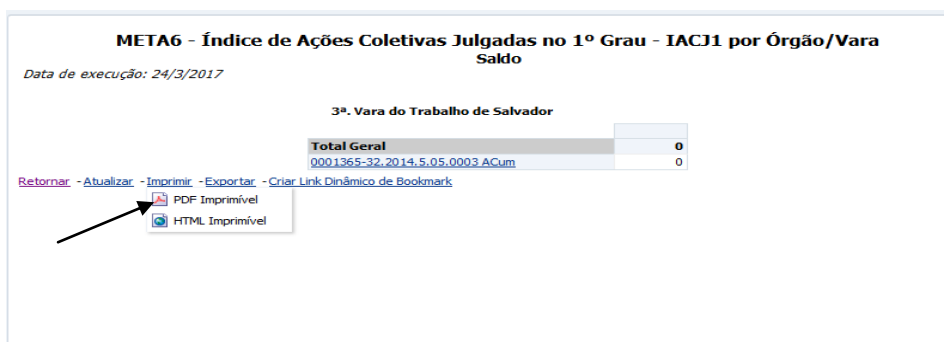 META6 - Índice de Ações Coletivas Julgadas no 1º Grau - IACJ1 por Órgão/Vara
Saldo
Data de execução: 24/3/2017
3ª. Vara do Trabalho de Salvador
Total Geral 0
0001365-32.2014.5.05.0003 ACum 0
Retornar - Atualizar - Imprimir - Exportar - Criar Link Dinâmico de Bookmark
PDF Imprimível
HTML Imprimível